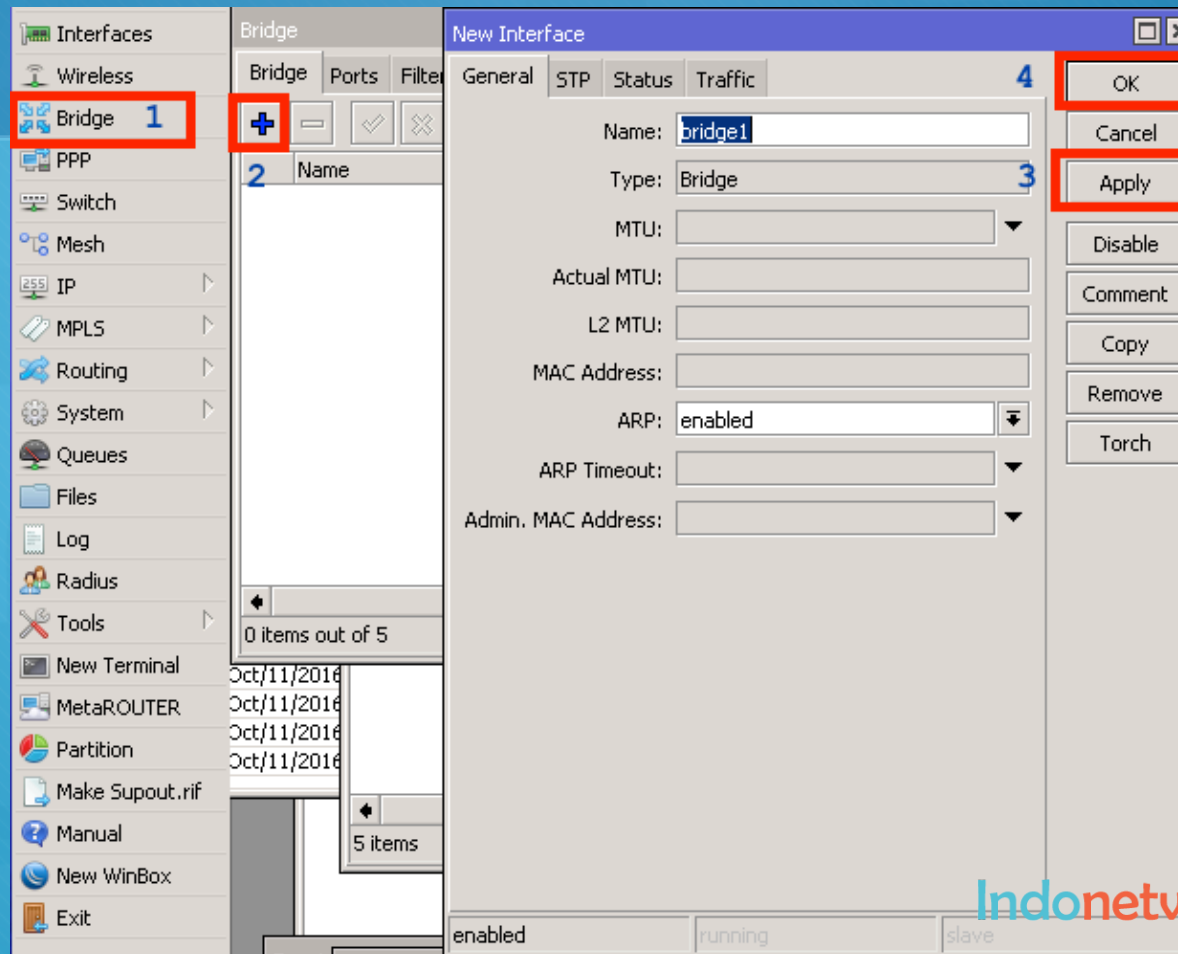 Interfaces
Wireless
Bridge 1
PPP
Switch
Mesh
255 IP
MPLS
Routing
System
Queues
Files
Log
Radius
Tools
New Terminal
MetaROUTER
Partition
Make Supout.rif
Manual
New WinBox
Exit
Bridge
Bridge Ports Filter
2 Name
0 items out of 5
Oct/11/2016
Oct/11/2016
Oct/11/2016
Oct/11/2016
5 items
New Interface
General STP Status Traffic
Name: bridge1
Type: Bridge
MTU:
Actual MTU:
L2 MTU:
MAC Address:
ARP: enabled
ARP Timeout:
Admin. MAC Address:
4 OK
Cancel
3 Apply
Disable
Comment
Copy
Remove
Torch
enabled running slave